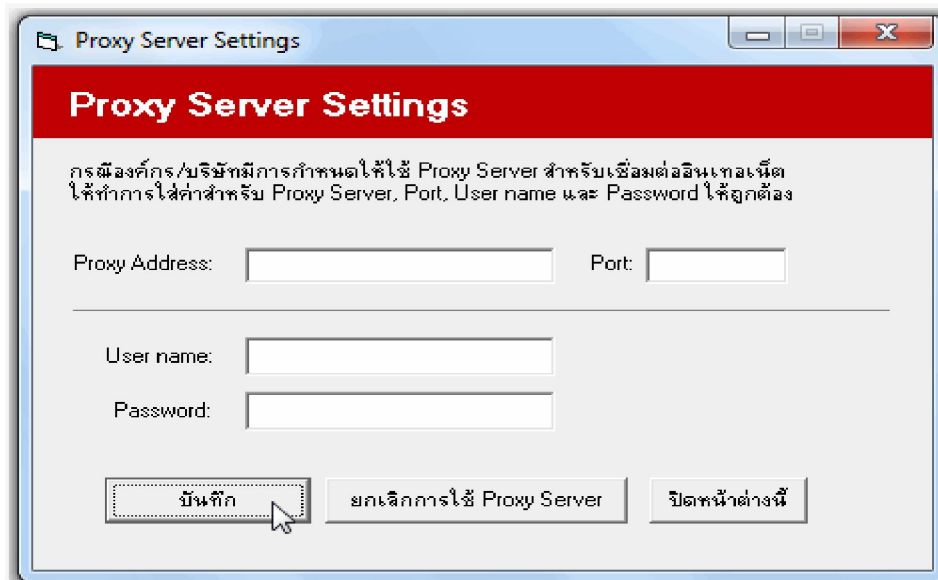 Proxy Server Settings
Proxy Server Settings
กรณีองค์กร/บริษัทมีการกำหนดให้ใช้ Proxy Server สำหรับเชื่อมต่ออินเทอเน็ต
ให้ทำการใส่ค่าสำหรับ Proxy Server, Port, User name และ Password ให้ถูกต้อง
Proxy Address: Port:
User name:
Password:
บันทึก ยกเลิกการใช้ Proxy Server ปิดหน้าต่างนี้